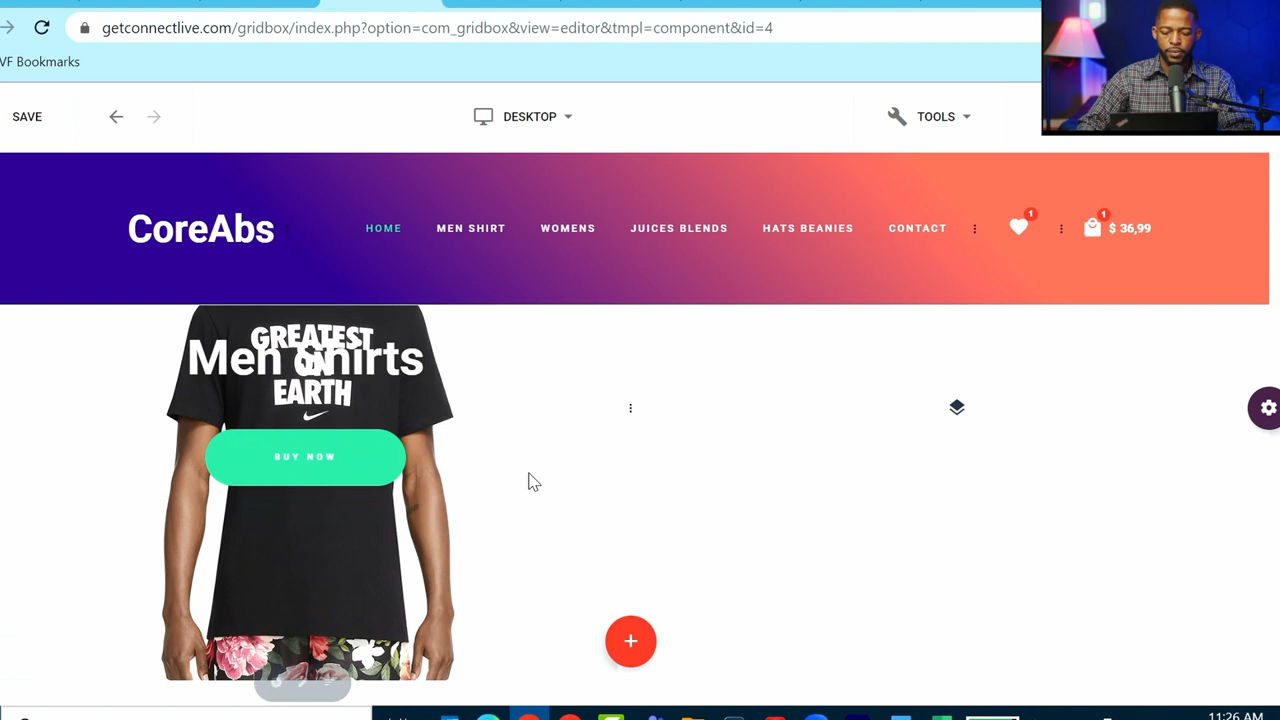 getconnectlive.com/gridbox/index.php?option=com_gridbox&view=editor&tmpl=component&id=4
VF Bookmarks
SAVE
DESKTOP
TOOLS
CoreAbs
HOME
MEN SHIRT
WOMENS
JUICES BLENDS
HATS BEANIES
CONTACT
1
1
$ 36,99
GREATEST
ON
EARTH
Men Shirts
BUY NOW
11:26 AM